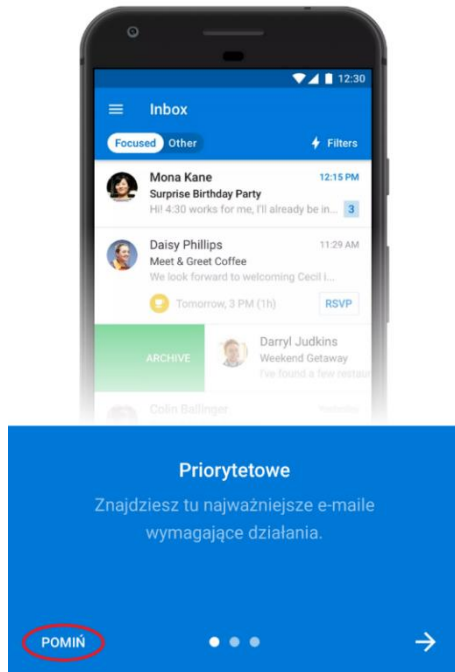 12:30
Inbox
Focused Other Filters
Mona Kane 12:15 PM
Surprise Birthday Party
Hi! 4:30 works for me, I'll already be in... 3
Daisy Phillips 11:29 AM
Meet & Greet Coffee
We look forward to welcoming Cecil i...
Tomorrow, 3 PM (1h) RSVP
ARCHIVE Darryl Judkins
Weekend Getaway
I've found a few restau
Colin Ballinger Yesterday
Priorytetowe
Znajdziesz tu najważniejsze e-maile
wymagające działania.
POMIŃ